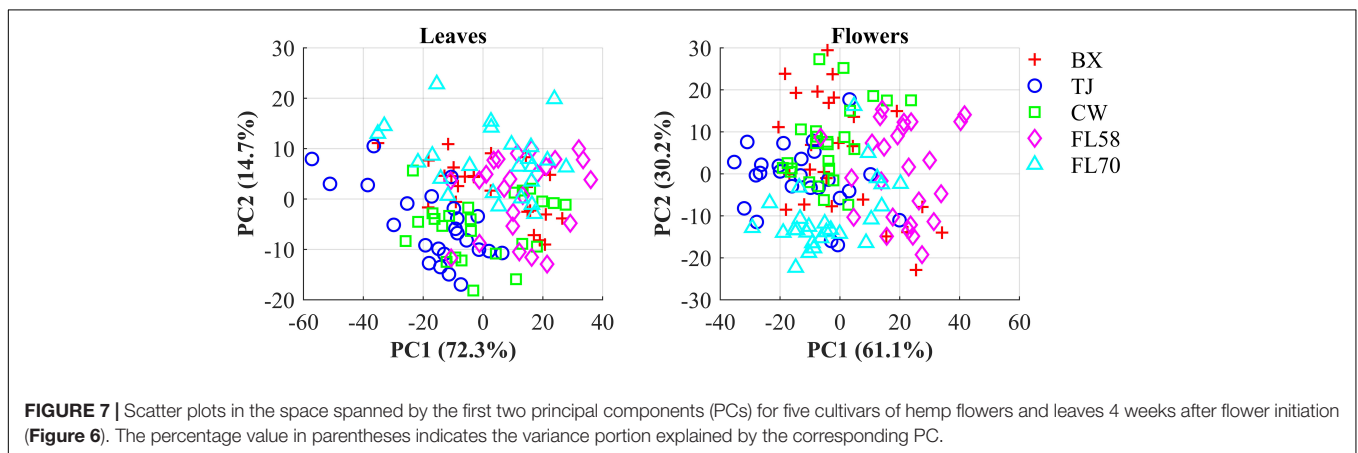 Leaves
30
20
10
0
-10
-20
-60
-40
-20
0
20
40
PC2 (14.7%)
PC1 (72.3%)
Flowers
30
20
10
0
-10
-20
-30
-40
-20
0
20
40
60
PC2 (30.2%)
PC1 (61.1%)
BX
TJ
CW
FL58
FL70
FIGURE 7 | Scatter plots in the space spanned by the first two principal components (PCs) for five cultivars of hemp flowers and leaves 4 weeks after flower initiation
(Figure 6). The percentage value in parentheses indicates the variance portion explained by the corresponding PC.